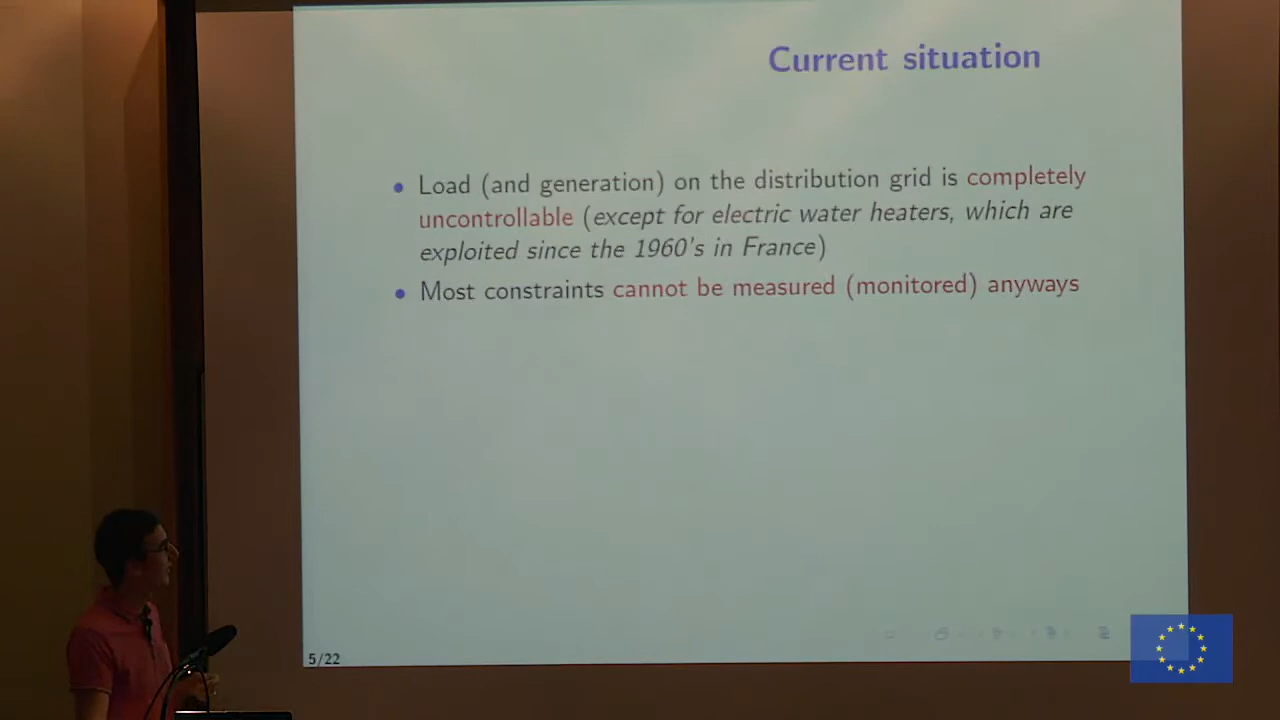 Current situation
Load (and generation) on the distribution grid is completely
uncontrollable (except for electric water heaters, which are
exploited since the 1960's in France)
Most constraints cannot be measured (monitored) anyways
5/22